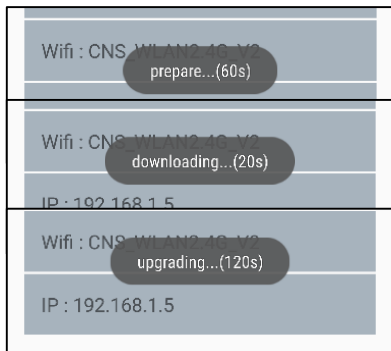 Wifi : CNS_WLAN2.4G_V2
prepare...(60s)
Wifi : CNS_WLAN2.4G_V2
downloading...(20s)
IP : 192.168.1.5
Wifi : CNS_WLAN2.4G_V2
upgrading...(120s)
IP : 192.168.1.5